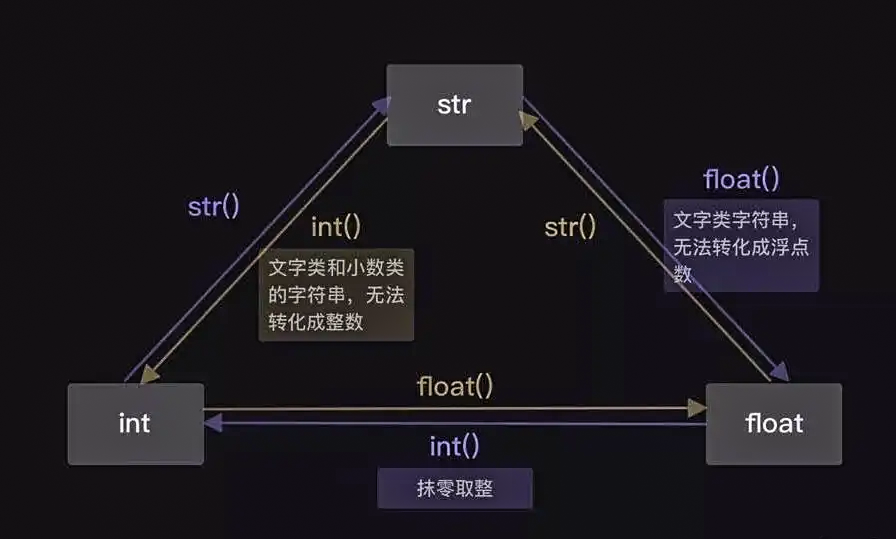 str
float()
str()
文字类字符串，
无法转化成浮点
数
int()
str()
文字类和小数类
的字符串，无法
转化成整数
float()
int
float
int()
抹零取整